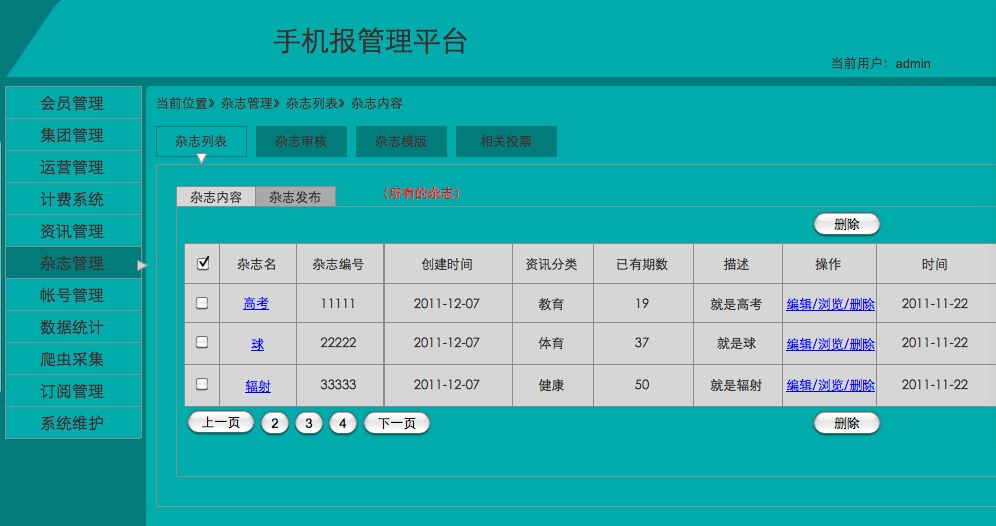 手机报管理平台
当前用户：admin
会员管理
集团管理
运营管理
计费系统
资讯管理
杂志管理
帐号管理
数据统计
爬虫采集
订阅管理
系统维护
当前位置》杂志管理》杂志列表》杂志内容
杂志列表 杂志审核 杂志模版 相关投票
杂志内容 杂志发布 （所有的杂志）
删除
杂志名 杂志编号 创建时间 资讯分类 已有期数 描述 操作 时间
高考 11111 2011-12-07 教育 19 就是高考 编辑/浏览/删除 2011-11-22
球 22222 2011-12-07 体育 37 就是球 编辑/浏览/删除 2011-11-22
辐射 33333 2011-12-07 健康 50 就是辐射 编辑/浏览/删除 2011-11-22
上一页 2 3 4 下一页 删除